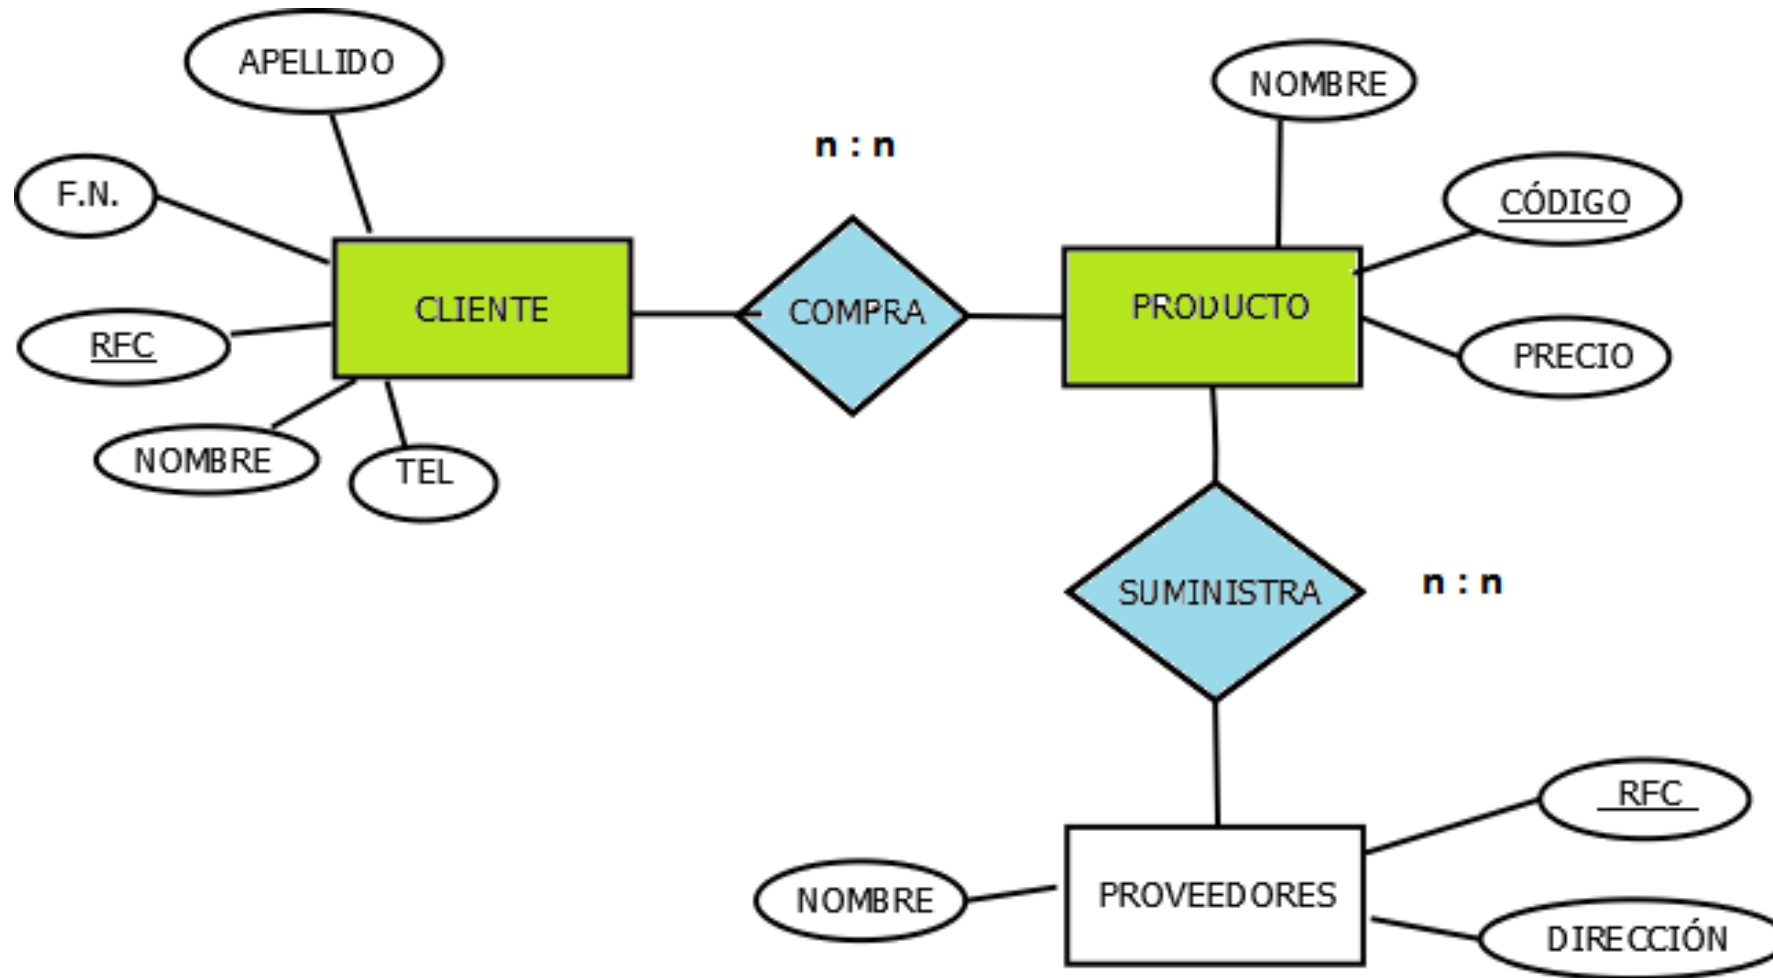 APELLIDO
NOMBRE
n : n
F.N.
CÓDIGO
CLIENTE
COMPRA
PRODUCTO
RFC
PRECIO
NOMBRE
TEL
SUMINISTRA
n : n
RFC
NOMBRE
PROVEEDORES
DIRECCIÓN